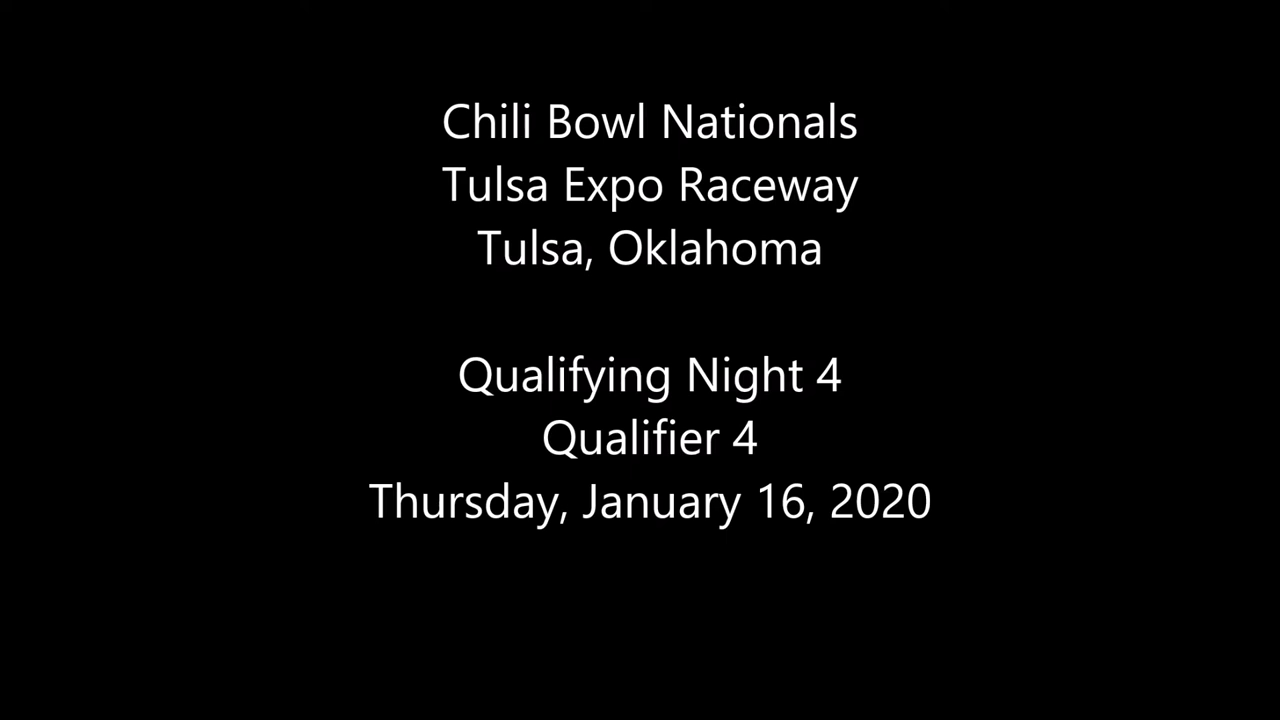 Chili Bowl Nationals
Tulsa Expo Raceway
Tulsa, Oklahoma
Qualifying Night 4
Qualifier 4
Thursday, January 16, 2020